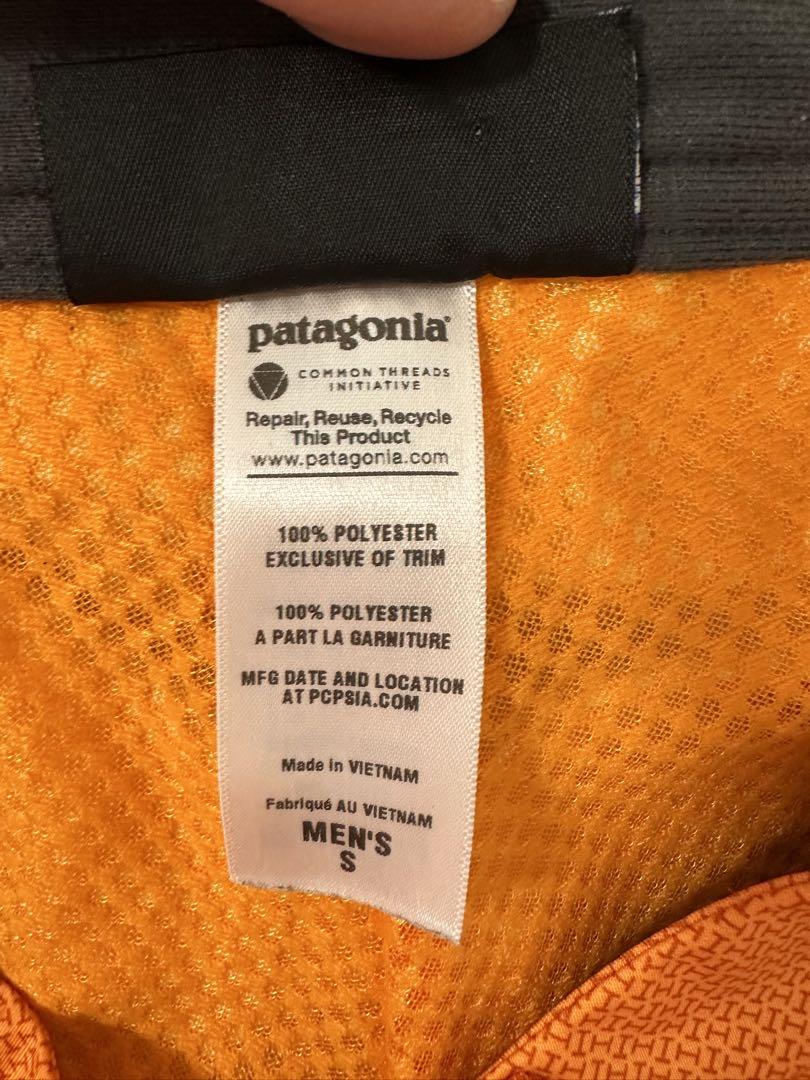 patagonia®
COMMON THREADS
INITIATIVE
Repair, Reuse, Recycle
This Product
www.patagonia.com
100% POLYESTER
EXCLUSIVE OF TRIM
100% POLYESTER
A PART LA GARNITURE
MFG DATE AND LOCATION
AT PCPSIA.COM
Made in VIETNAM
Fabriqué AU VIETNAM
MEN'S
S